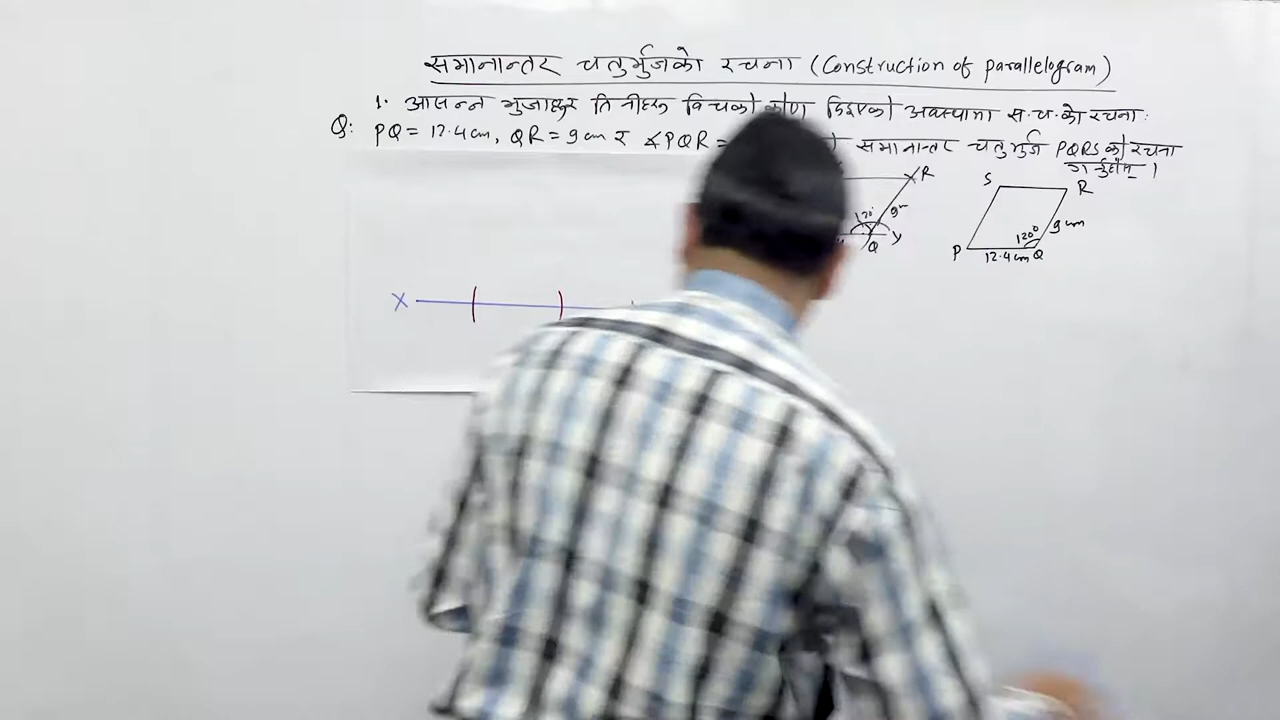 समानान्तर चतुर्भुजको रचना (Construction of parallelogram)
1. आसन्न भुजाहरू र तिनीहरू विचको कोण दिइएको अवस्थामा स.च.को रचना:
Q: PQ = 12.4 cm, QR = 9 cm र ∡PQR = समानान्तर चतुर्भुज PQRS को रचना
गर्नुहोस् ।
R
120°
9
Q
Y
S
R
120°
9 cm
P
12.4 cm
Q
X